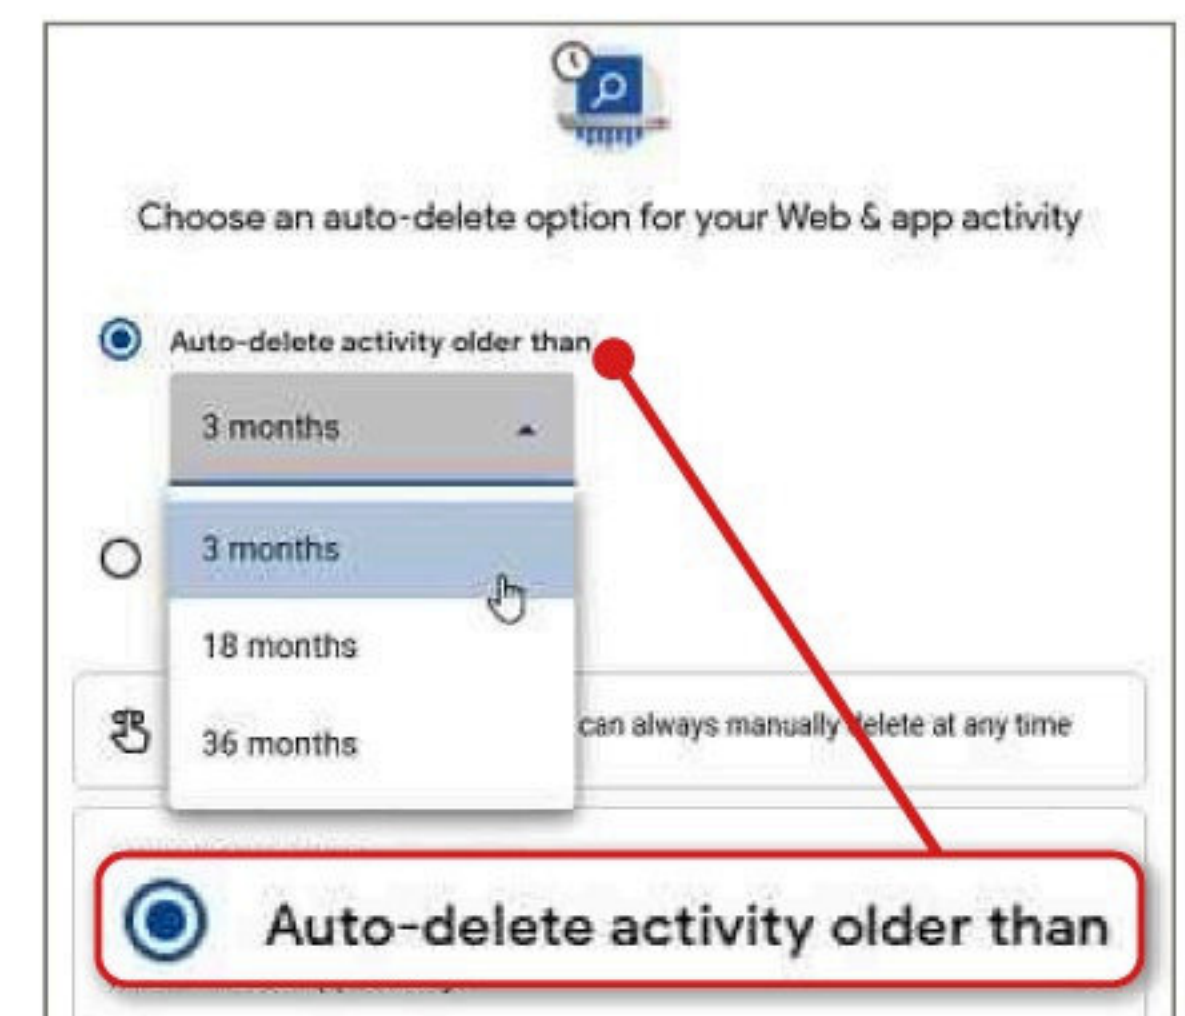 Choose an auto-delete option for your Web & app activity
Auto-delete activity older than
3 months
3 months
18 months
36 months
can always manually delete at any time
Auto-delete activity older than